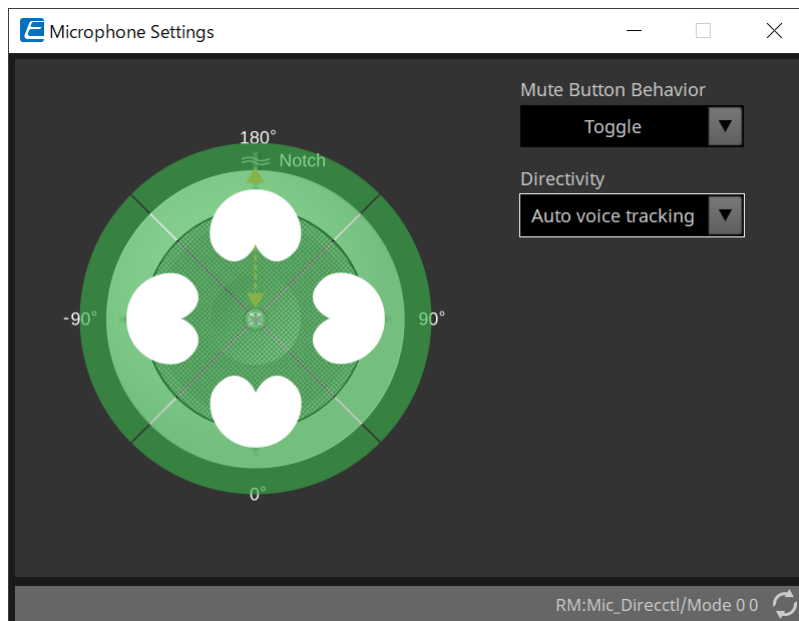 Microphone Settings
Mute Button Behavior
Toggle
Directivity
Auto voice tracking
180°
Notch
-90°
90°
0°
RM:Mic_Direcctl/Mode 0 0